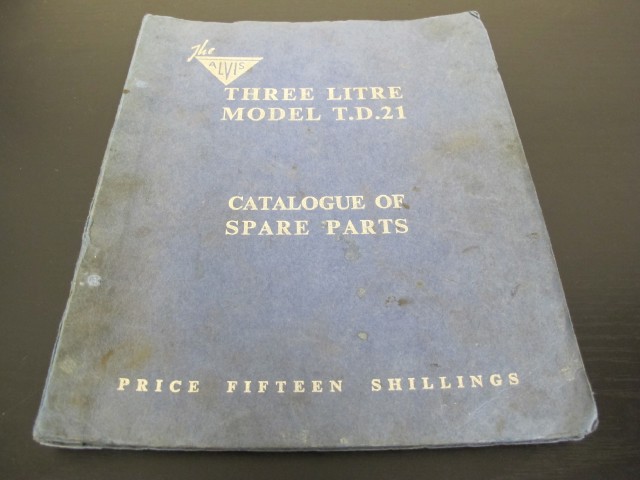 The
ALVIS
THREE LITRE
MODEL T.D.21
CATALOGUE OF
SPARE PARTS
PRICE FIFTEEN SHILLINGS